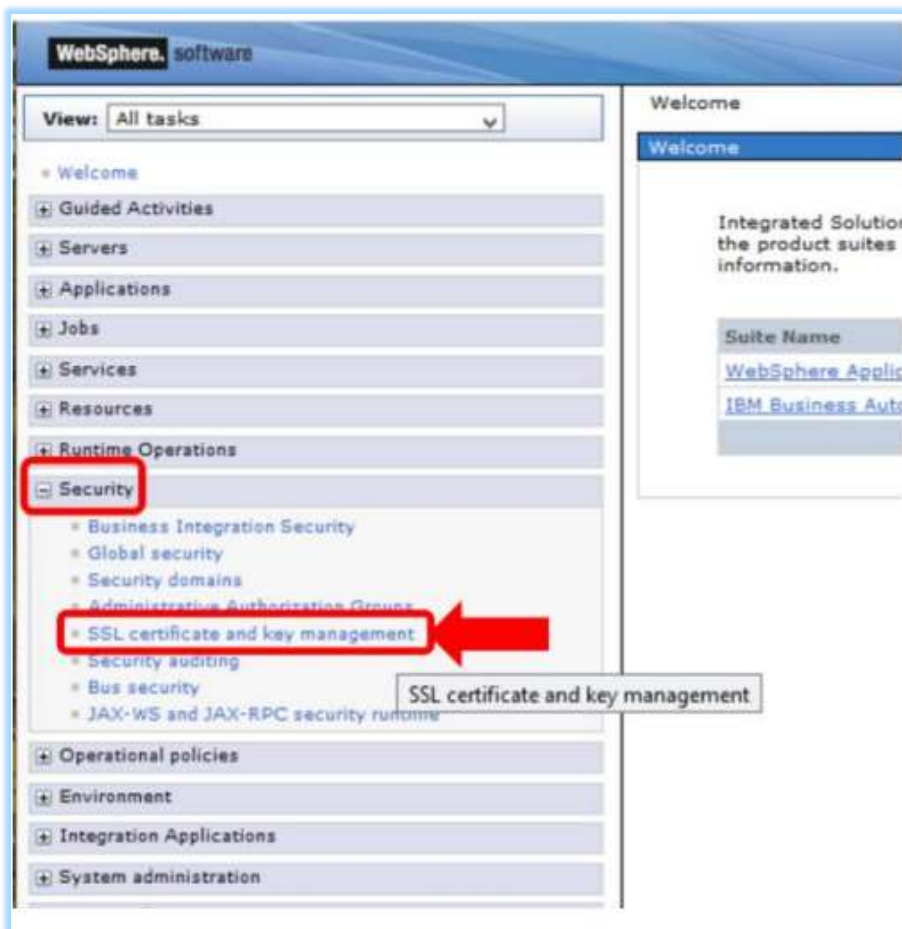 WebSphere. software
View: All tasks
Welcome
Guided Activities
Servers
Applications
Jobs
Services
Resources
Runtime Operations
Security
Business Integration Security
Global security
Security domains
Administrative Authorization Groups
SSL certificate and key management
Security auditing
Bus security
JAX-WS and JAX-RPC security runtime
SSL certificate and key management
Operational policies
Environment
Integration Applications
System administration
Welcome
Welcome
Integrated Solution
the product suites
information.
Suite Name
WebSphere Applic
IBM Business Auto